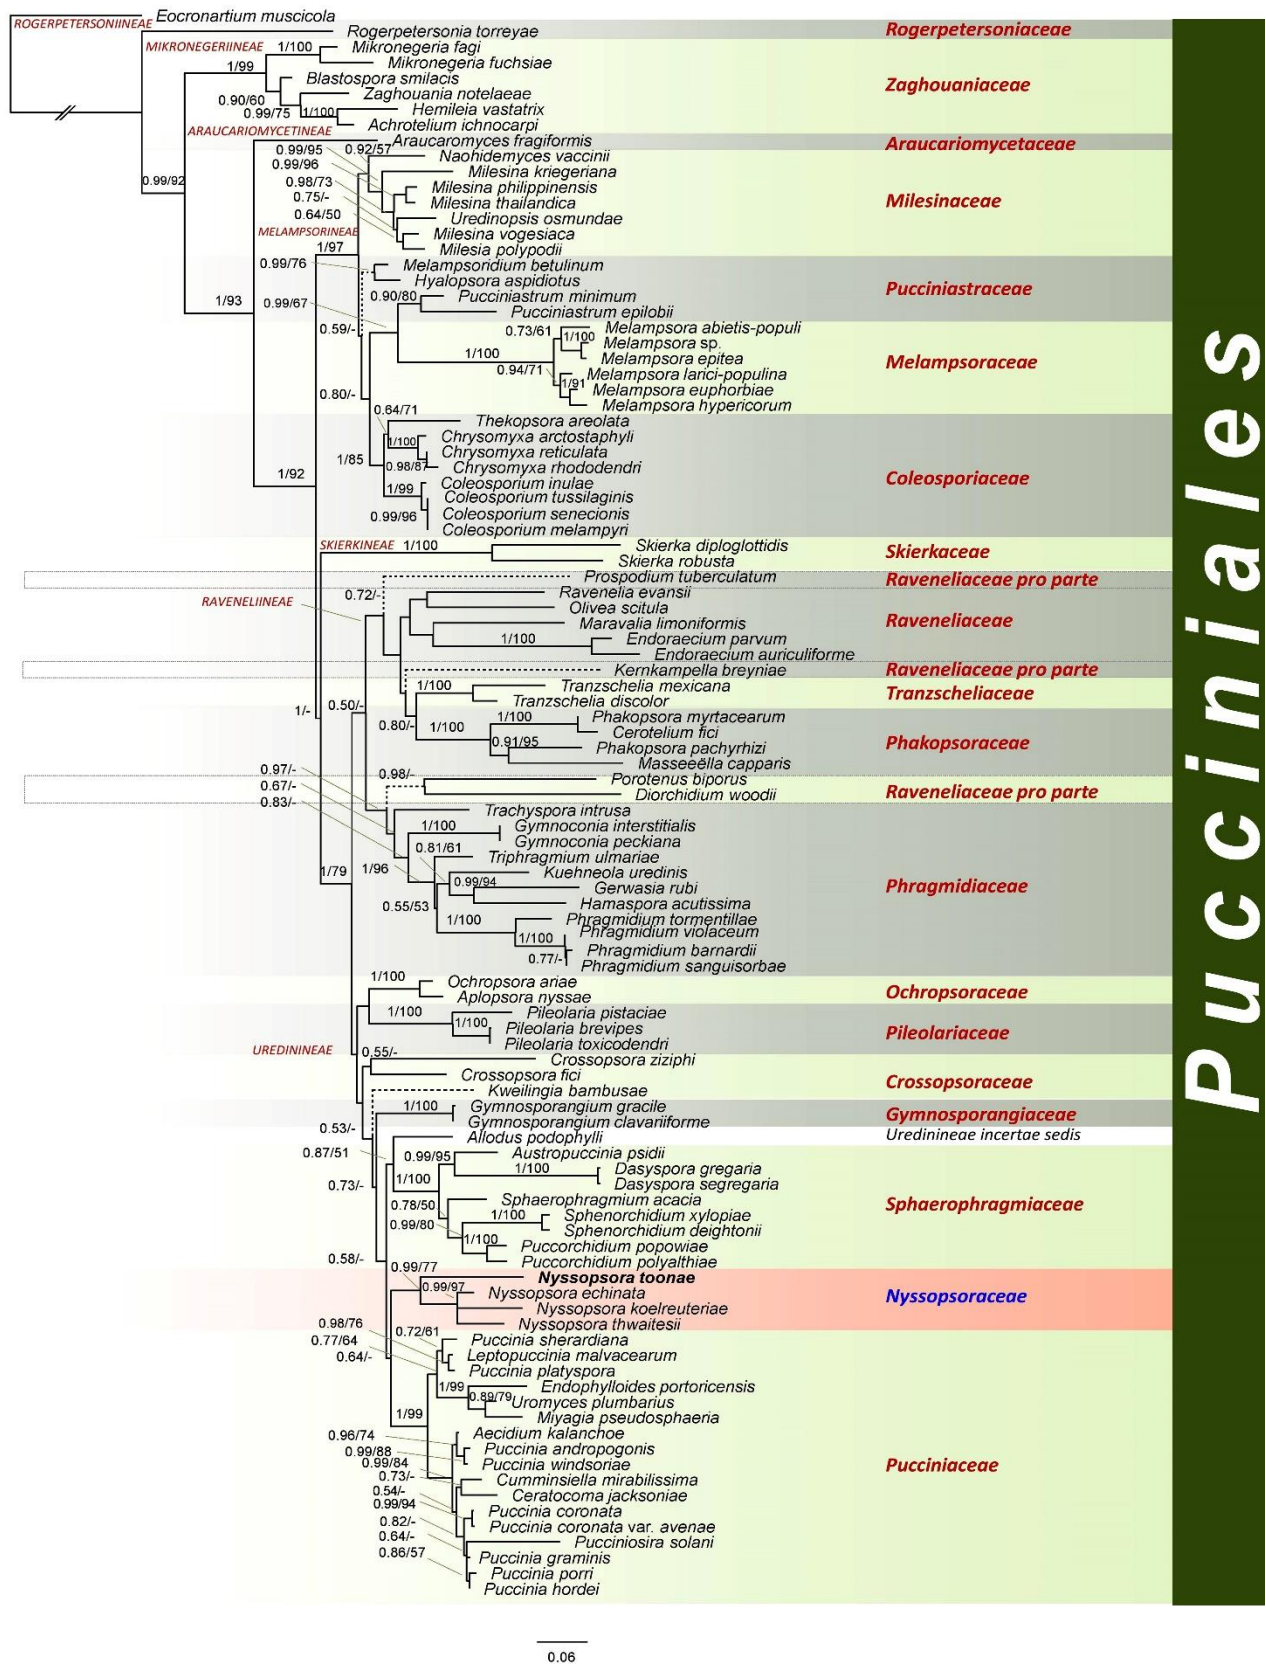 Eocronartium muscicola
ROGERPETERSONIINEAE
Rogerpetersonia torreyae
Rogerpetersoniaceae
MIKRONEGERIINEAE
1/100
Mikronegeria fagi
Mikronegeria fuchsiae
1/99
Blastospora smilacis
Zaghouaniaceae
0.90/60
Zaghouania notelaeae
0.99/75
1/100
Hemileia vastatrix
Achrotelium ichnocarpi
ARAUCARIOMYCETINEAE
Araucaromyces fragiformis
Araucariomycetaceae
0.99/95
0.92/57
Naohidemyces vaccinii
0.99/96
Milesina kriegeriana
0.99/92
0.98/73
Milesina philippinensis
0.75/-
Milesina thailandica
Milesinaceae
0.64/50
Uredinopsis osmundae
MELAMPSORINEAE
Milesina vogesiaca
1/97
Milesia polypodii
0.99/76
Melampsoridium betulinum
Hyalopsora aspidiotus
Pucciniastraceae
1/93
0.99/67
0.90/80
Pucciniastrum minimum
Pucciniastrum epilobii
0.59/-
0.73/61
Melampsora abietis-populi
1/100
Melampsora sp.
1/100
Melampsora epitea
Melampsoraceae
0.94/71
Melampsora larici-populina
1/91
Melampsora euphorbiae
0.80/-
Melampsora hypericorum
0.64/71
Thekopsora areolata
1/100
Chrysomyxa arctostaphyli
Chrysomyxa reticulata
1/85
0.98/87
Chrysomyxa rhododendri
1/92
Coleosporiaceae
1/99
Coleosporium inulae
Coleosporium tussilaginis
0.99/96
Coleosporium senecionis
Coleosporium melampyri
SKIERKINEAE
1/100
Skierka diploglottidis
Skierkaceae
Skierka robusta
Prospodium tuberculatum
Raveneliaceae pro parte
0.72/-
Ravenelia evansii
RAVENELIINEAE
Olivea scitula
Maravalia limoniformis
Raveneliaceae
1/100
Endoraecium parvum
Endoraecium auriculiforme
Kernkampella breyniae
Raveneliaceae pro parte
1/100
Tranzschelia mexicana
Tranzscheliaceae
Tranzschelia discolor
1/-
0.50/-
0.80/-
1/100
1/100
Phakopsora myrtacearum
Cerotelium fici
0.91/95
Phakopsora pachyrhizi
Phakopsoraceae
Masseeëlla capparis
0.97/-
0.98/-
Porotenus biporus
0.67/-
Diorchidium woodii
Raveneliaceae pro parte
0.83/-
Trachyspora intrusa
1/100
Gymnoconia interstitialis
Gymnoconia peckiana
0.81/61
Triphragmium ulmariae
1/79
1/96
Kuehneola uredinis
0.99/94
Gerwasia rubi
Phragmidiaceae
Hamaspora acutissima
0.55/53
1/100
Phragmidium tormentillae
Phragmidium violaceum
1/100
Phragmidium barnardii
0.77/-
Phragmidium sanguisorbae
1/100
Ochropsora ariae
Ochropsoraceae
Aplopsora nyssae
1/100
Pileolaria pistaciae
1/100
Pileolaria brevipes
Pileolariaceae
Pileolaria toxicodendri
UREDININEAE
0.55/-
Crossopsora ziziphi
Crossopsora fici
Crossopsoraceae
Kweilingia bambusae
1/100
Gymnosporangium gracile
Gymnosporangiaceae
Gymnosporangium clavariiforme
0.53/-
Allodus podophylli
Uredinineae incertae sedis
0.87/51
0.99/95
Austropuccinia psidii
1/100
Dasyspora gregaria
0.73/-
1/100
Dasyspora segregaria
0.78/50
Sphaerophragmium acacia
Sphaerophragmiaceae
0.99/80
1/100
Sphenorchidium xylopiae
Sphenorchidium deightonii
1/100
Puccorchidium popowiae
0.58/-
Puccorchidium polyalthiae
0.99/77
Nyssopsora toonae
0.99/97
Nyssopsora echinata
Nyssopsoraceae
Nyssopsora koelreuteriae
Nyssopsora thwaitesii
0.98/76
0.72/61
Puccinia sherardiana
0.77/64
Leptopuccinia malvacearum
0.64/-
Puccinia platyspora
1/99
Endophylloides portoricensis
0.89/79
Uromyces plumbarius
1/99
Miyagia pseudosphaeria
0.96/74
Aecidium kalanchoe
0.99/88
Puccinia andropogonis
0.99/84
Puccinia windsoriae
Pucciniaceae
0.73/-
Cumminsiella mirabilissima
0.54/-
Ceratocoma jacksoniae
0.99/94
Puccinia coronata
0.82/-
Puccinia coronata var. avenae
0.64/-
Pucciniosira solani
0.86/57
Puccinia graminis
Puccinia porri
Puccinia hordei
Pucciniales
0.06